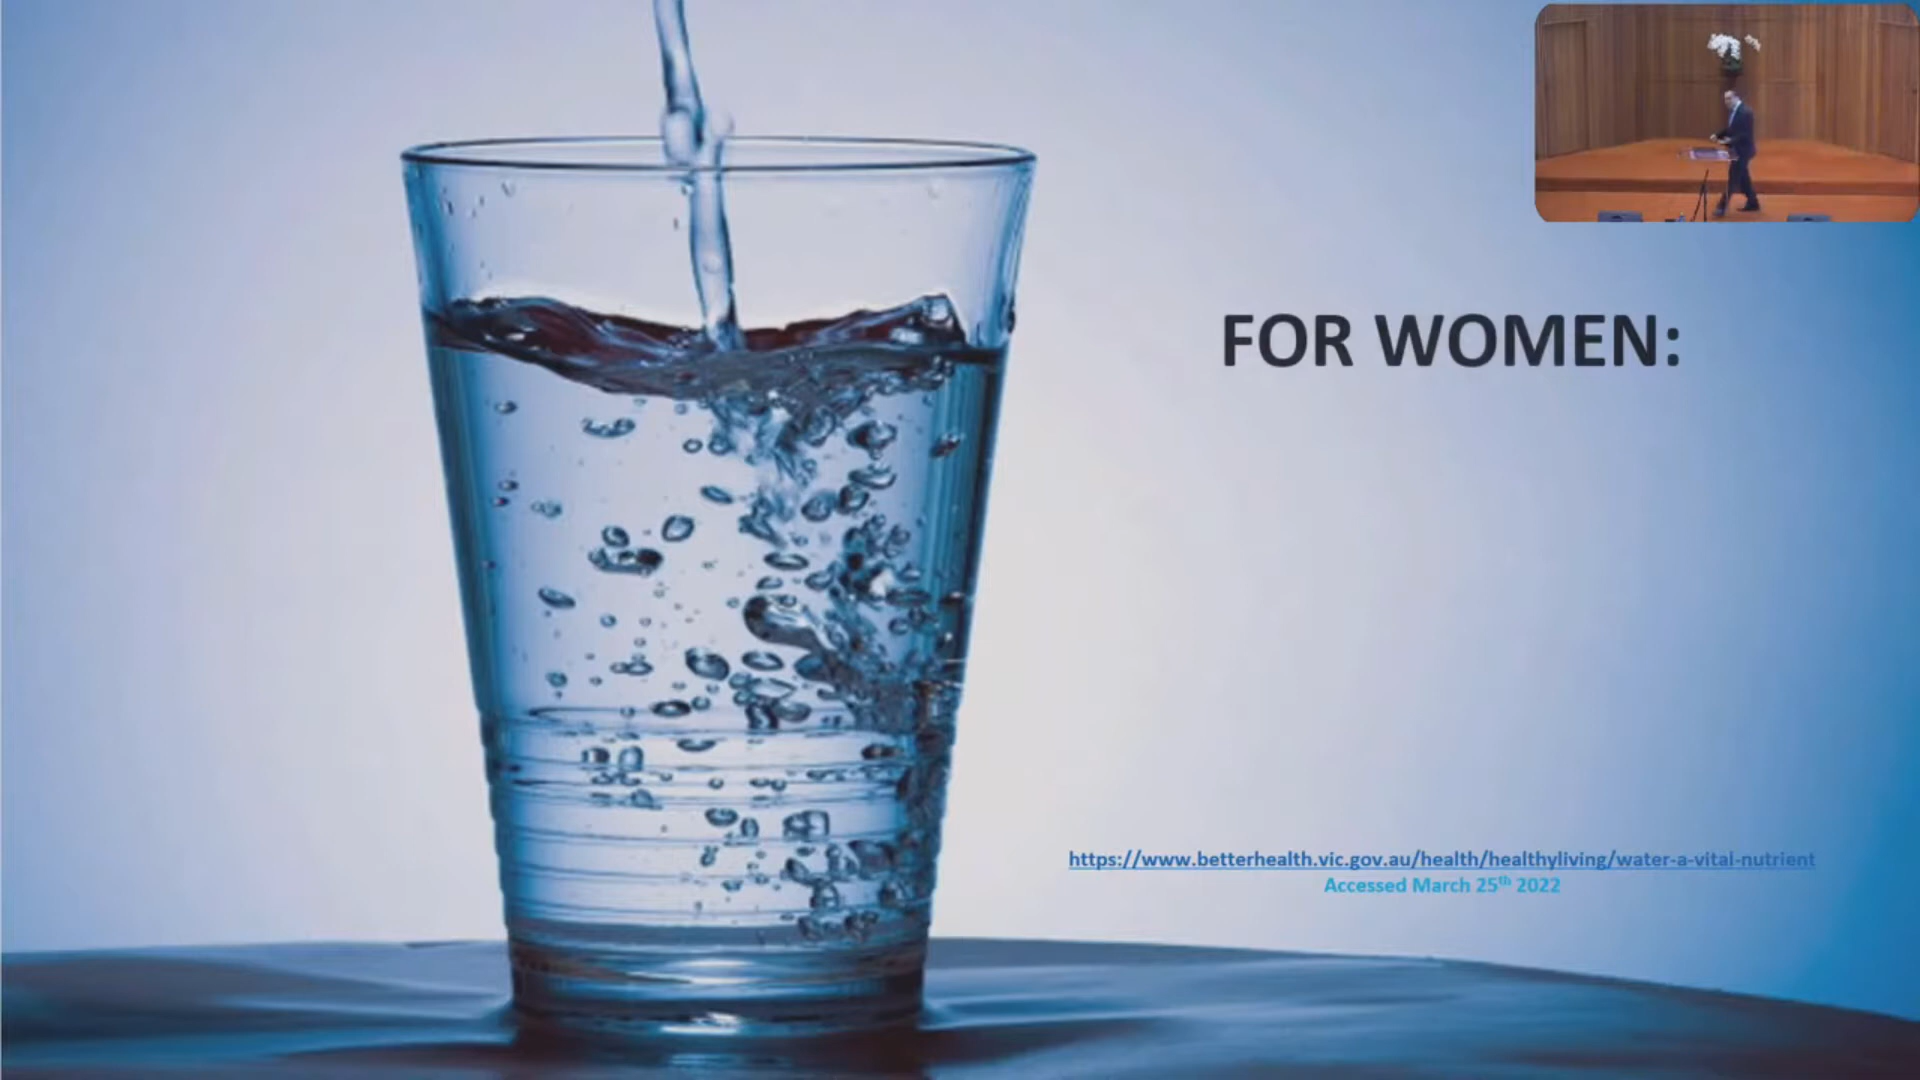 FOR WOMEN:
https://www.betterhealth.vic.gov.au/health/healthyliving/water-a-vital-nutrient
Accessed March 25th 2022